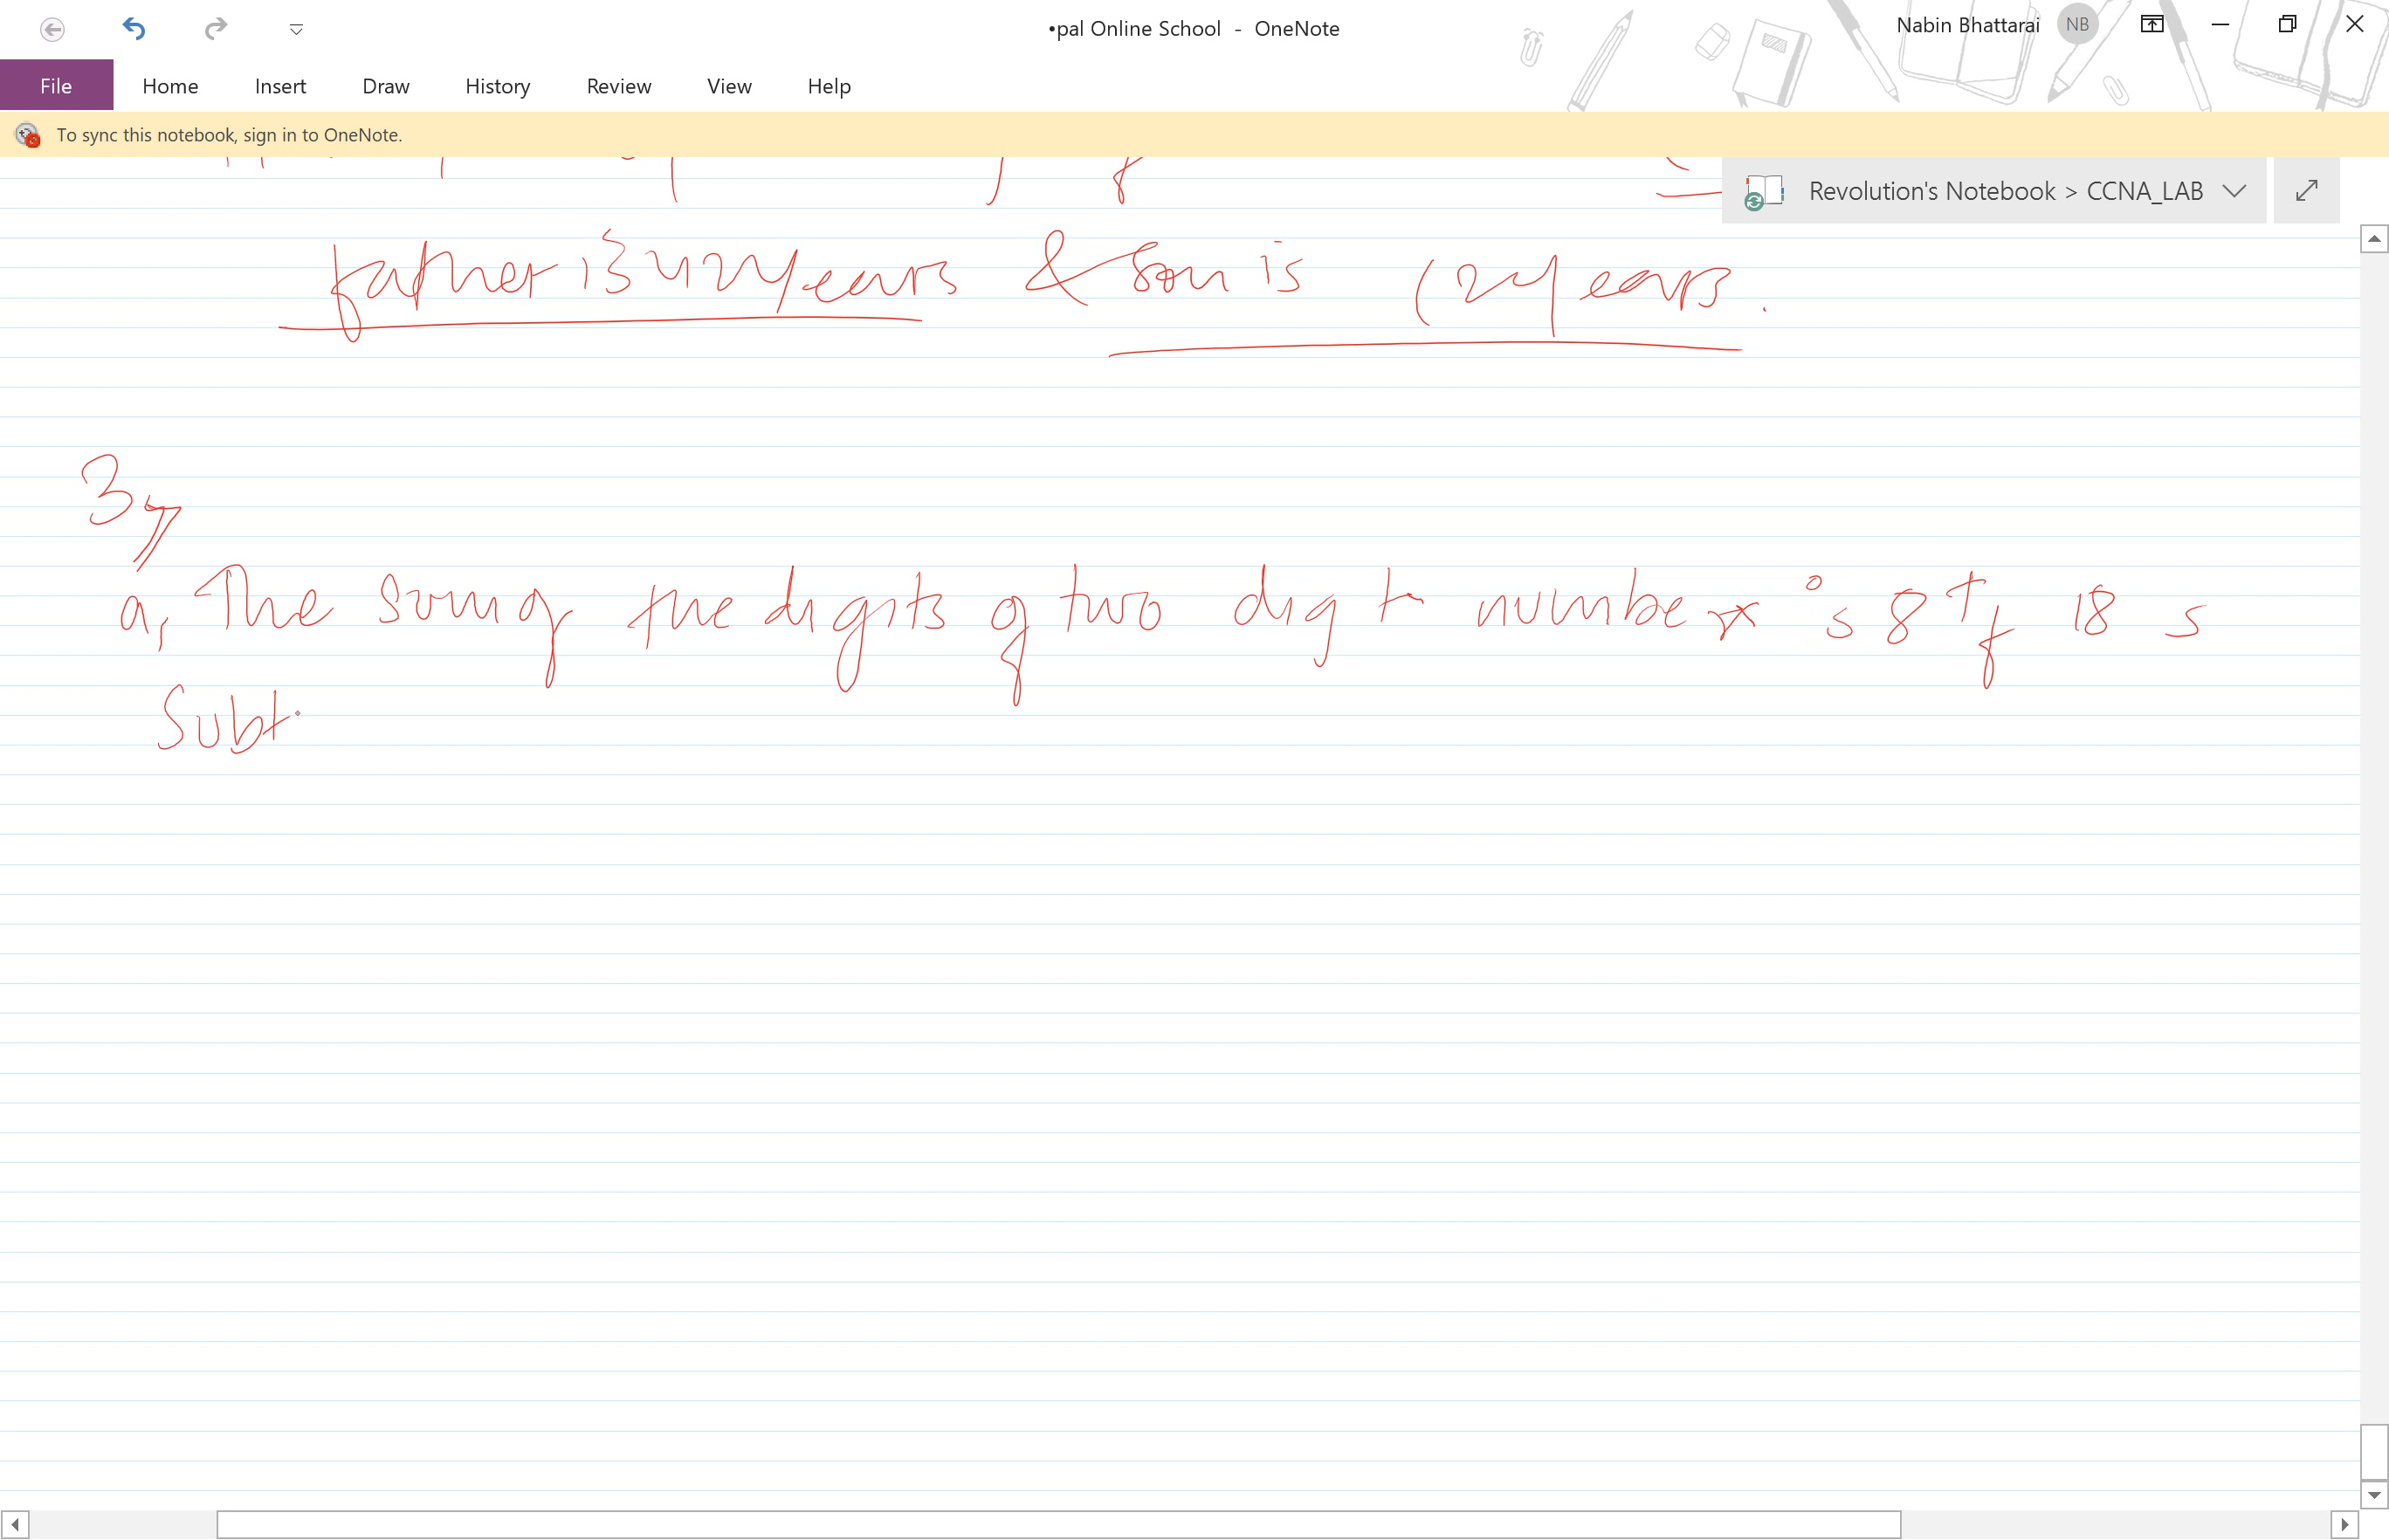 •pal Online School - OneNote
Nabin Bhattarai NB
File Home Insert Draw History Review View Help
To sync this notebook, sign in to OneNote.
Revolution's Notebook > CCNA_LAB
father is 42 years & son is 12 years.
3,
a, The sum of the digits of two digit number is 8 If 18 s
Subt